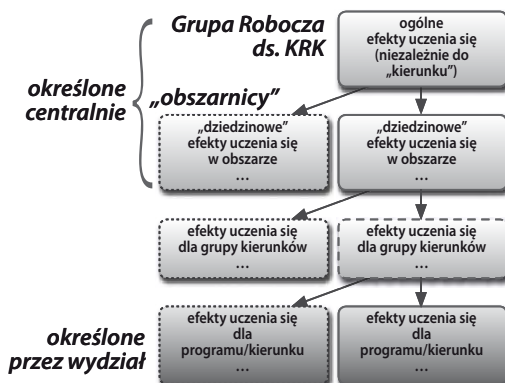 Grupa Robocza
ds. KRK
ogólne
efekty uczenia się
(niezależnie do
„kierunku”)
określone
centralnie
„obszarnicy”
„dziedzinowe”
efekty uczenia się
w obszarze
...
„dziedzinowe”
efekty uczenia się
w obszarze
...
efekty uczenia się
dla grupy kierunków
...
efekty uczenia się
dla grupy kierunków
...
określone
przez wydział
efekty uczenia się
dla
programu/kierunku
...
efekty uczenia się
dla
programu/kierunku
...